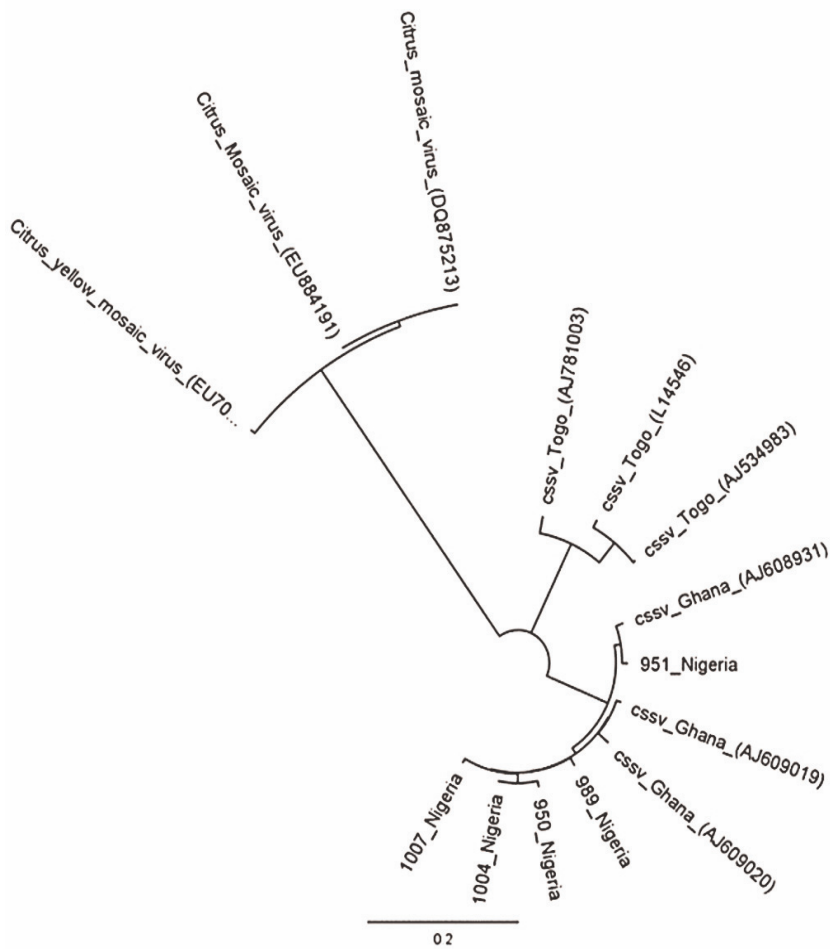 Citrus_mosaic_virus_(DQ875213)
Citrus_Mosaic_virus_(EU884191)
Citrus_yellow_mosaic_virus_(EU70...
cssv_Togo_(AJ781003)
cssv_Togo_(L14546)
cssv_Togo_(AJ534983)
cssv_Ghana_(AJ608931)
951_Nigeria
cssv_Ghana_(AJ609019)
cssv_Ghana_(AJ609020)
989_Nigeria
950_Nigeria
1004_Nigeria
1007_Nigeria
0 2